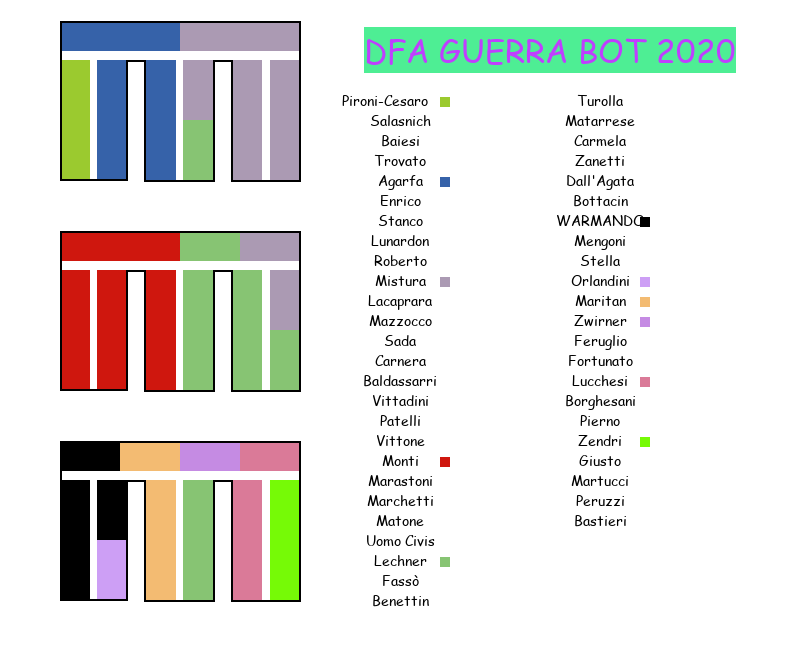 DFA GUERRA BOT 2020
Pironi-Cesaro
Salasnich
Baiesi
Trovato
Agarfa
Enrico
Stanco
Lunardon
Roberto
Mistura
Lacaprara
Mazzocco
Sada
Carnera
Baldassarri
Vittadini
Patelli
Vittone
Monti
Marastoni
Marchetti
Matone
Uomo Civis
Lechner
Fassò
Benettin
Turolla
Matarrese
Carmela
Zanetti
Dall'Agata
Bottacin
WARMANDO
Mengoni
Stella
Orlandini
Maritan
Zwirner
Feruglio
Fortunato
Lucchesi
Borghesani
Pierno
Zendri
Giusto
Martucci
Peruzzi
Bastieri